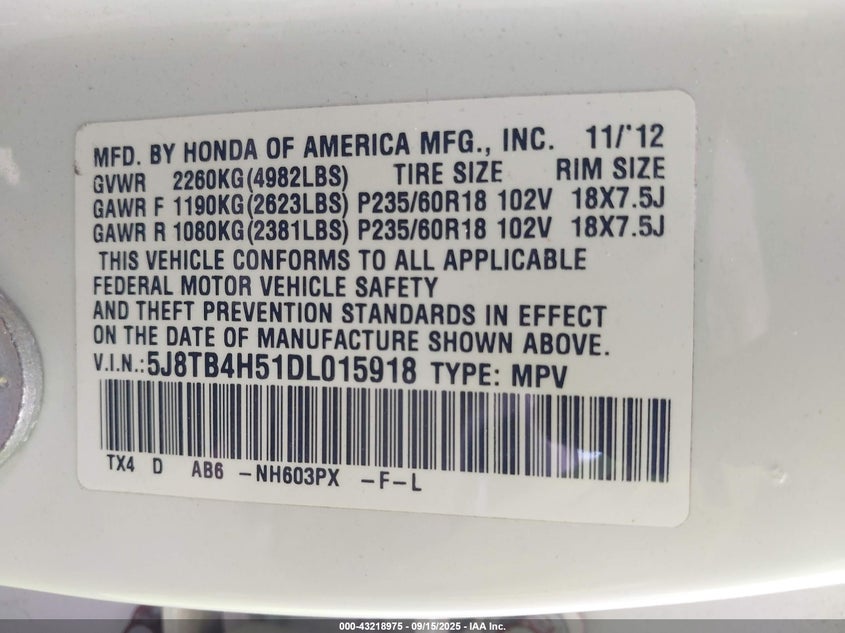 MFD. BY HONDA OF AMERICA MFG., INC. 11/'12
GVWR 2260KG(4982LBS) TIRE SIZE RIM SIZE
GAWR F 1190KG(2623LBS) P235/60R18 102V 18X7.5J
GAWR R 1080KG(2381LBS) P235/60R18 102V 18X7.5J
THIS VEHICLE CONFORMS TO ALL APPLICABLE
FEDERAL MOTOR VEHICLE SAFETY
AND THEFT PREVENTION STANDARDS IN EFFECT
ON THE DATE OF MANUFACTURE SHOWN ABOVE.
V.I.N.:5J8TB4H51DL015918 TYPE: MPV
TX4 D AB6 -NH603PX -F-L
000-43218975 - 09/15/2025 - IAA Inc.